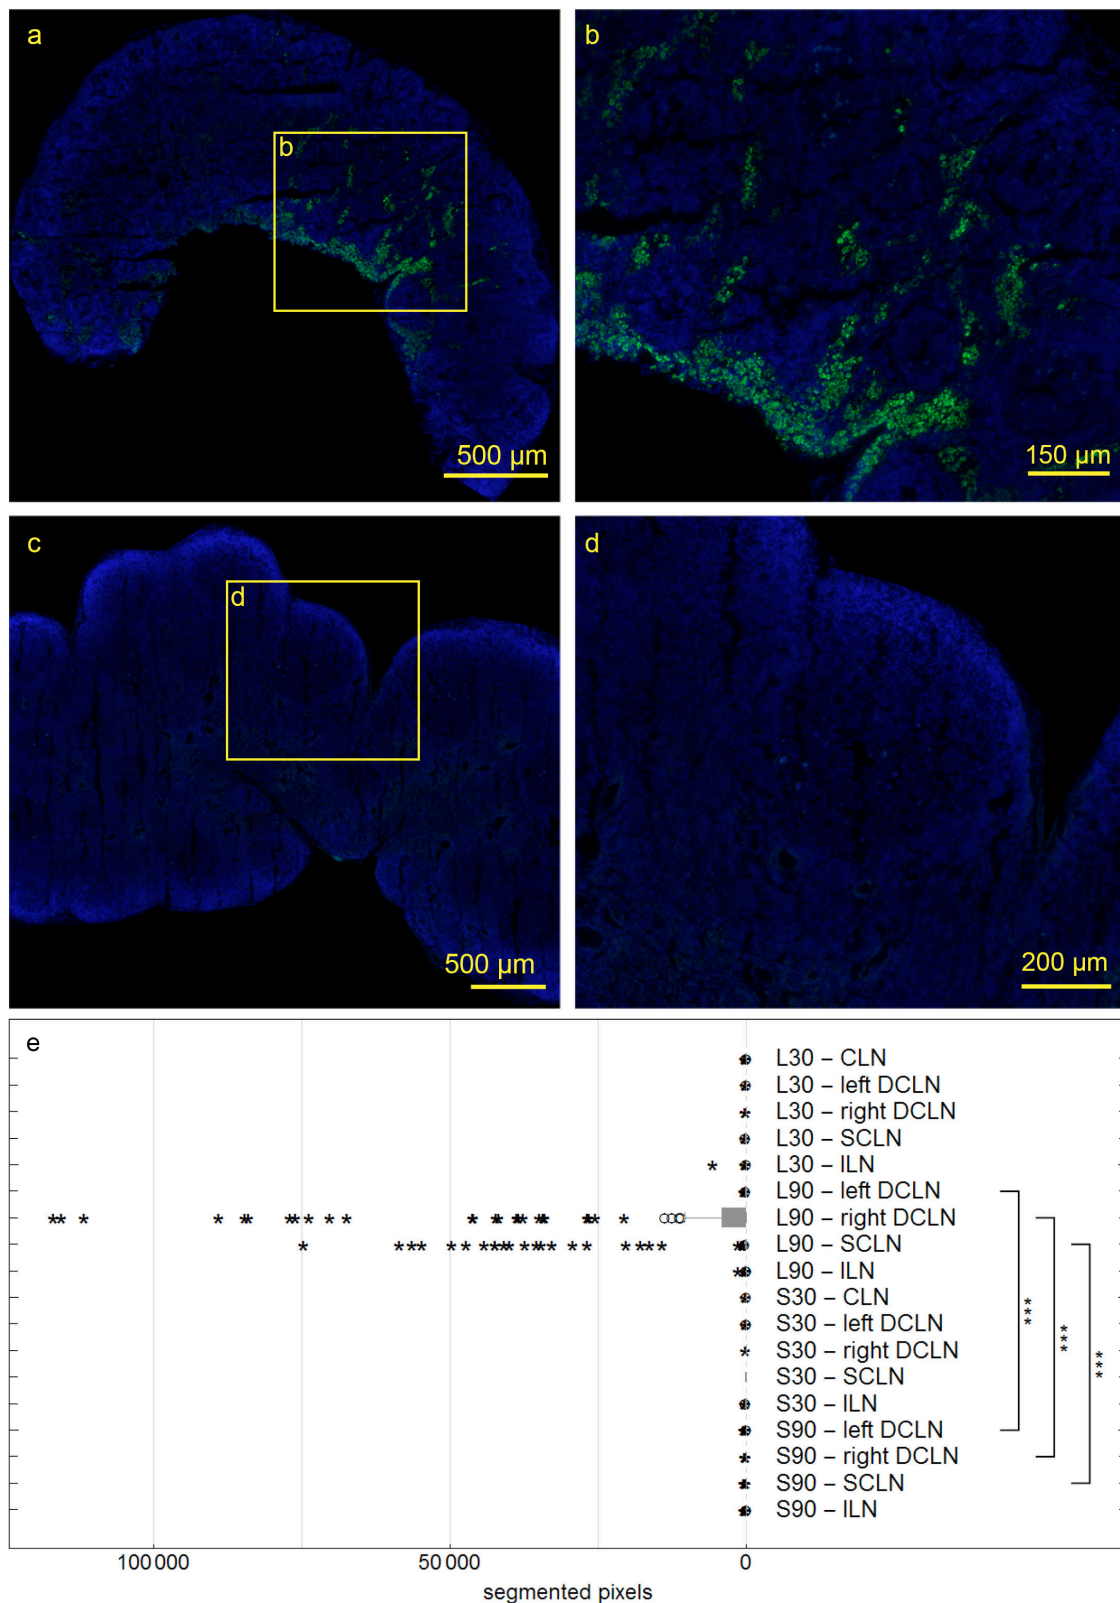 a
b
500 µm
b
150 µm
c
d
500 µm
d
200 µm
e
L30 – CLN
L30 – left DCLN
L30 – right DCLN
L30 – SCLN
L30 – ILN
L90 – left DCLN
L90 – right DCLN
L90 – SCLN
L90 – ILN
S30 – CLN
S30 – left DCLN
S30 – right DCLN
S30 – SCLN
S30 – ILN
S90 – left DCLN
S90 – right DCLN
S90 – SCLN
S90 – ILN
***
***
***
100 000 50 000 0
segmented pixels